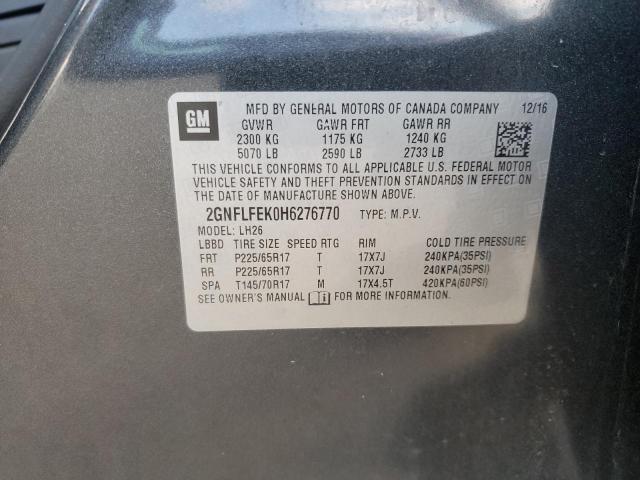 GM
MFD BY GENERAL MOTORS OF CANADA COMPANY 12/16
GVWR GAWR FRT GAWR RR
2300 KG 1175 KG 1240 KG
5070 LB 2590 LB 2733 LB
THIS VEHICLE CONFORMS TO ALL APPLICABLE U.S. FEDERAL MOTOR
VEHICLE SAFETY AND THEFT PREVENTION STANDARDS IN EFFECT ON
THE DATE OF MANUFACTURE SHOWN ABOVE.
2GNFLFEK0H6276770 TYPE: M.P.V.
MODEL: LH26
LBBD TIRE SIZE SPEED RTG RIM COLD TIRE PRESSURE
FRT P225/65R17 T 17X7J 240KPA(35PSI)
RR P225/65R17 T 17X7J 240KPA(35PSI)
SPA T145/70R17 M 17X4.5T 420KPA(60PSI)
SEE OWNER'S MANUAL FOR MORE INFORMATION.